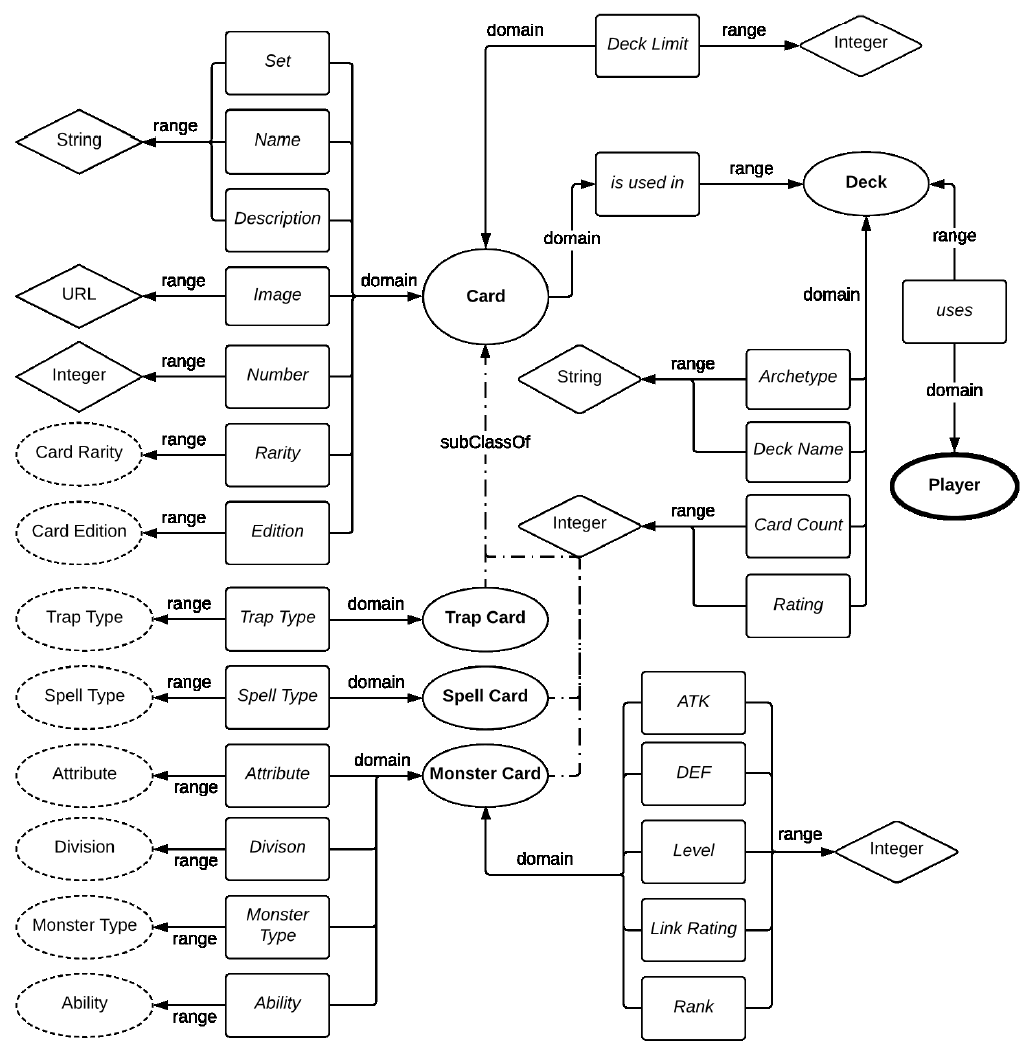 domain
Deck Limit
range
Integer
Set
String
range
Name
Description
is used in
range
Deck
domain
range
URL
range
Image
domain
Card
domain
uses
Integer
range
Number
String
range
Archetype
domain
Card Rarity
range
Rarity
subClassOf
Deck Name
Player
Card Edition
range
Edition
Integer
range
Card Count
Trap Type
range
Trap Type
domain
Trap Card
Rating
Spell Type
range
Spell Type
domain
Spell Card
ATK
Attribute
range
Attribute
domain
Monster Card
DEF
Division
range
Divison
domain
Level
range
Integer
Monster Type
range
Monster
Type
Link Rating
Ability
range
Ability
Rank